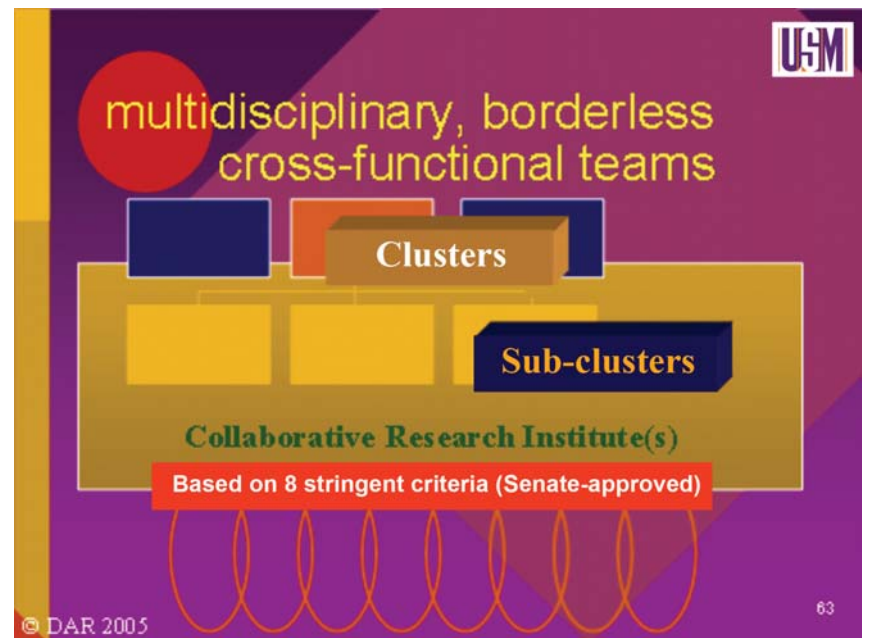 USM
multidisciplinary, borderless
cross-functional teams
Clusters
Sub-clusters
Collaborative Research Institute(s)
Based on 8 stringent criteria (Senate-approved)
63
© DAR 2005